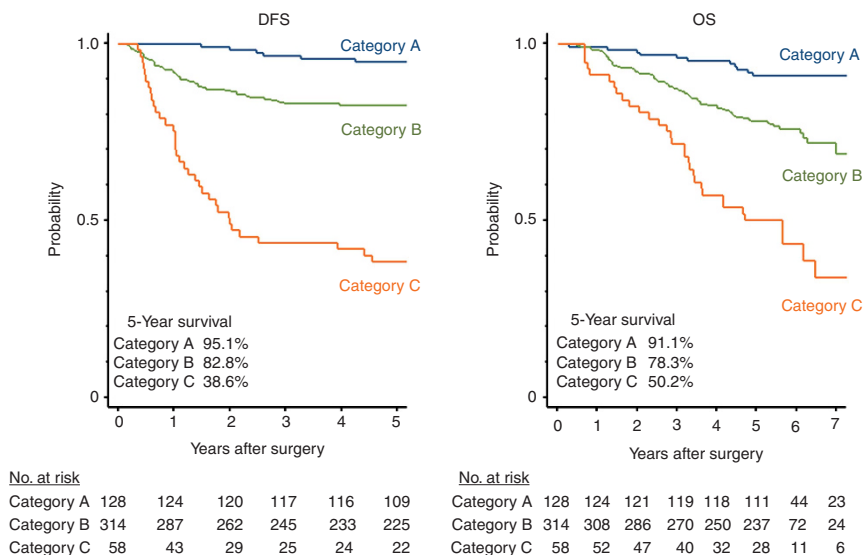 DFS
1.0
0.5
0
Probability
Category A
Category B
Category C
5-Year survival
Category A 95.1%
Category B 82.8%
Category C 38.6%
0 1 2 3 4 5
Years after surgery
No. at risk
Category A 128 124 120 117 116 109
Category B 314 287 262 245 233 225
Category C 58 43 29 25 24 22
OS
1.0
0.5
0
Probability
Category A
Category B
Category C
5-Year survival
Category A 91.1%
Category B 78.3%
Category C 50.2%
0 1 2 3 4 5 6 7
Years after surgery
No. at risk
Category A 128 124 121 119 118 111 44 23
Category B 314 308 286 270 250 237 72 24
Category C 58 52 47 40 32 28 11 6